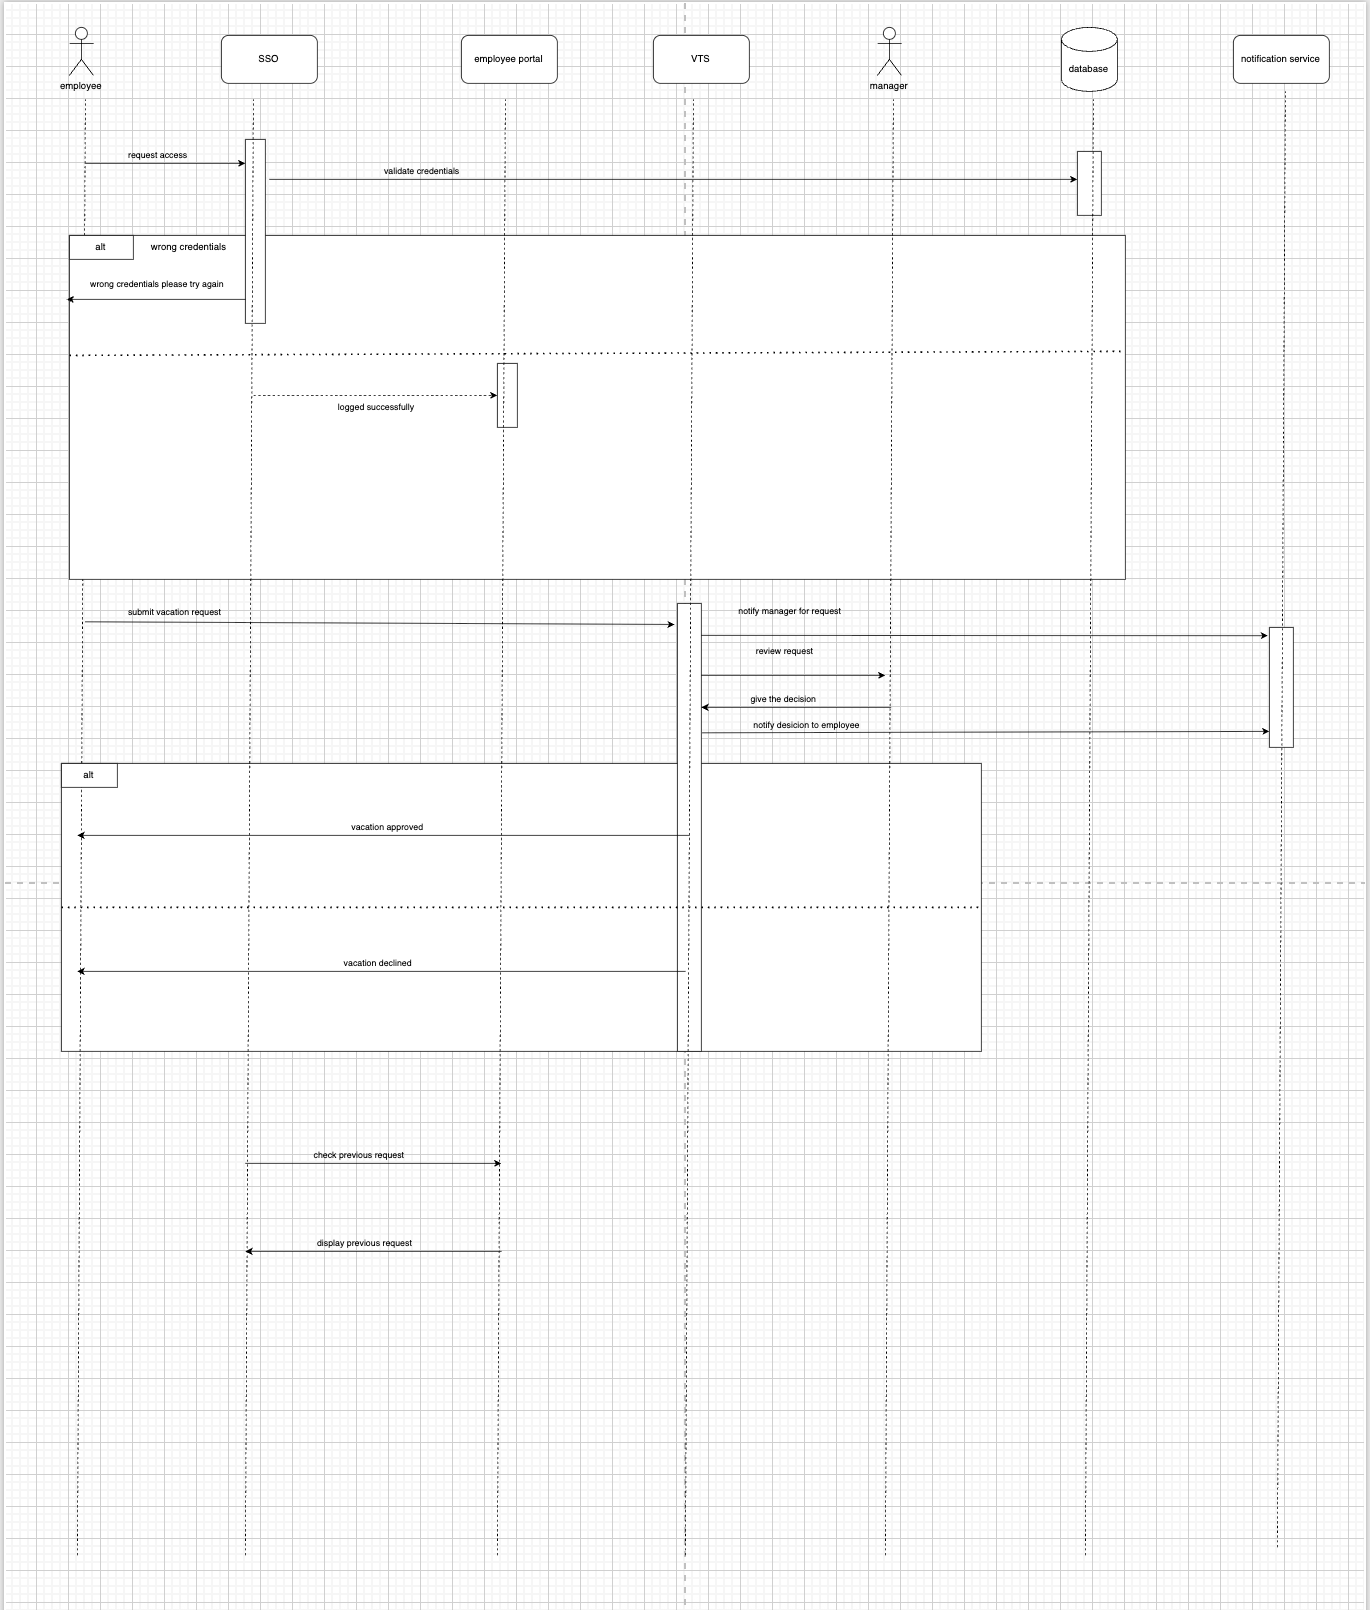 employee
SSO
employee portal
VTS
manager
database
notification service
request access
validate credentials
alt
wrong credentials
wrong credentials please try again
logged successfully
submit vacation request
notify manager for request
review request
give the decision
notify desicion to employee
alt
vacation approved
vacation declined
check previous request
display previous request